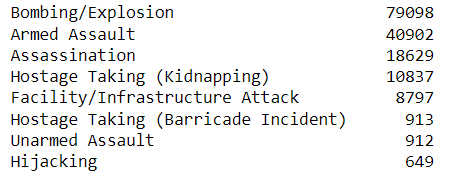 Bombing/Explosion 79098
Armed Assault 40902
Assassination 18629
Hostage Taking (Kidnapping) 10837
Facility/Infrastructure Attack 8797
Hostage Taking (Barricade Incident) 913
Unarmed Assault 912
Hijacking 649